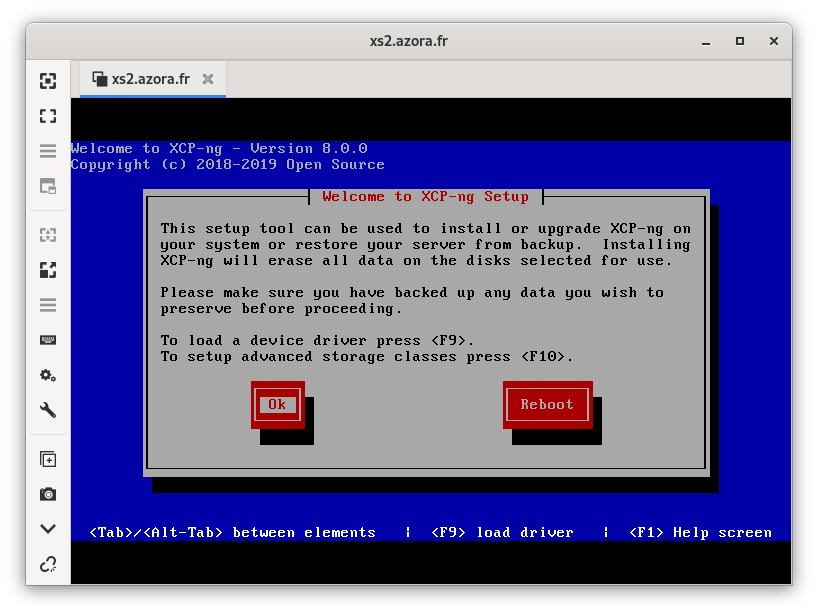 xs2.azora.fr
xs2.azora.fr
Welcome to XCP-ng - Version 8.0.0
Copyright (c) 2018-2019 Open Source
Welcome to XCP-ng Setup
This setup tool can be used to install or upgrade XCP-ng on
your system or restore your server from backup.  Installing
XCP-ng will erase all data on the disks selected for use.
Please make sure you have backed up any data you wish to
preserve before proceeding.
To load a device driver press <F9>.
To setup advanced storage classes press <F10>.
Ok
Reboot
<Tab>/<Alt-Tab> between elements   |   <F9> load driver   |   <F1> Help screen